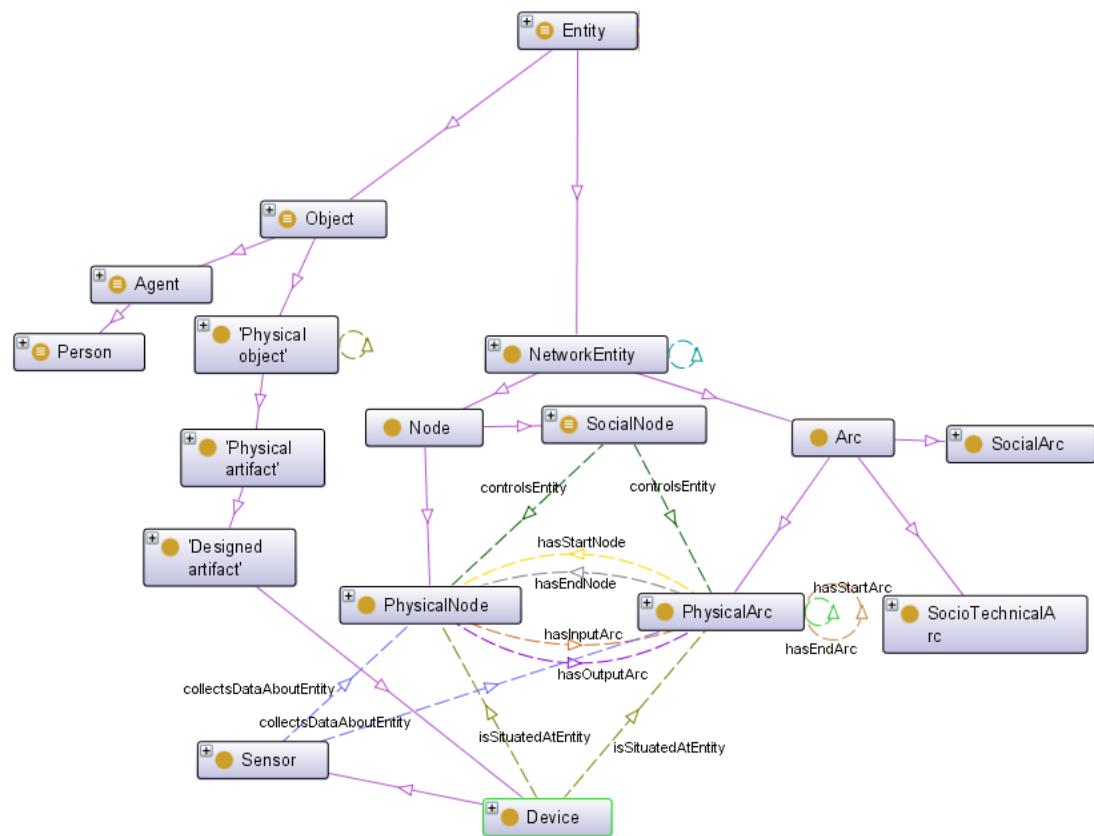 Entity
Object
Agent
Person
'Physical
object'
NetworkEntity
Node
SocialNode
Arc
SocialArc
'Physical
artifact'
controlsEntity
controlsEntity
'Designed
artifact'
hasStartNode
hasEndNode
PhysicalNode
PhysicalArc
hasStartArc
hasEndArc
SocioTechnicalA
rc
hasInputArc
hasOutputArc
collectsDataAboutEntity
collectsDataAboutEntity
isSituatedAtEntity
isSituatedAtEntity
Sensor
Device